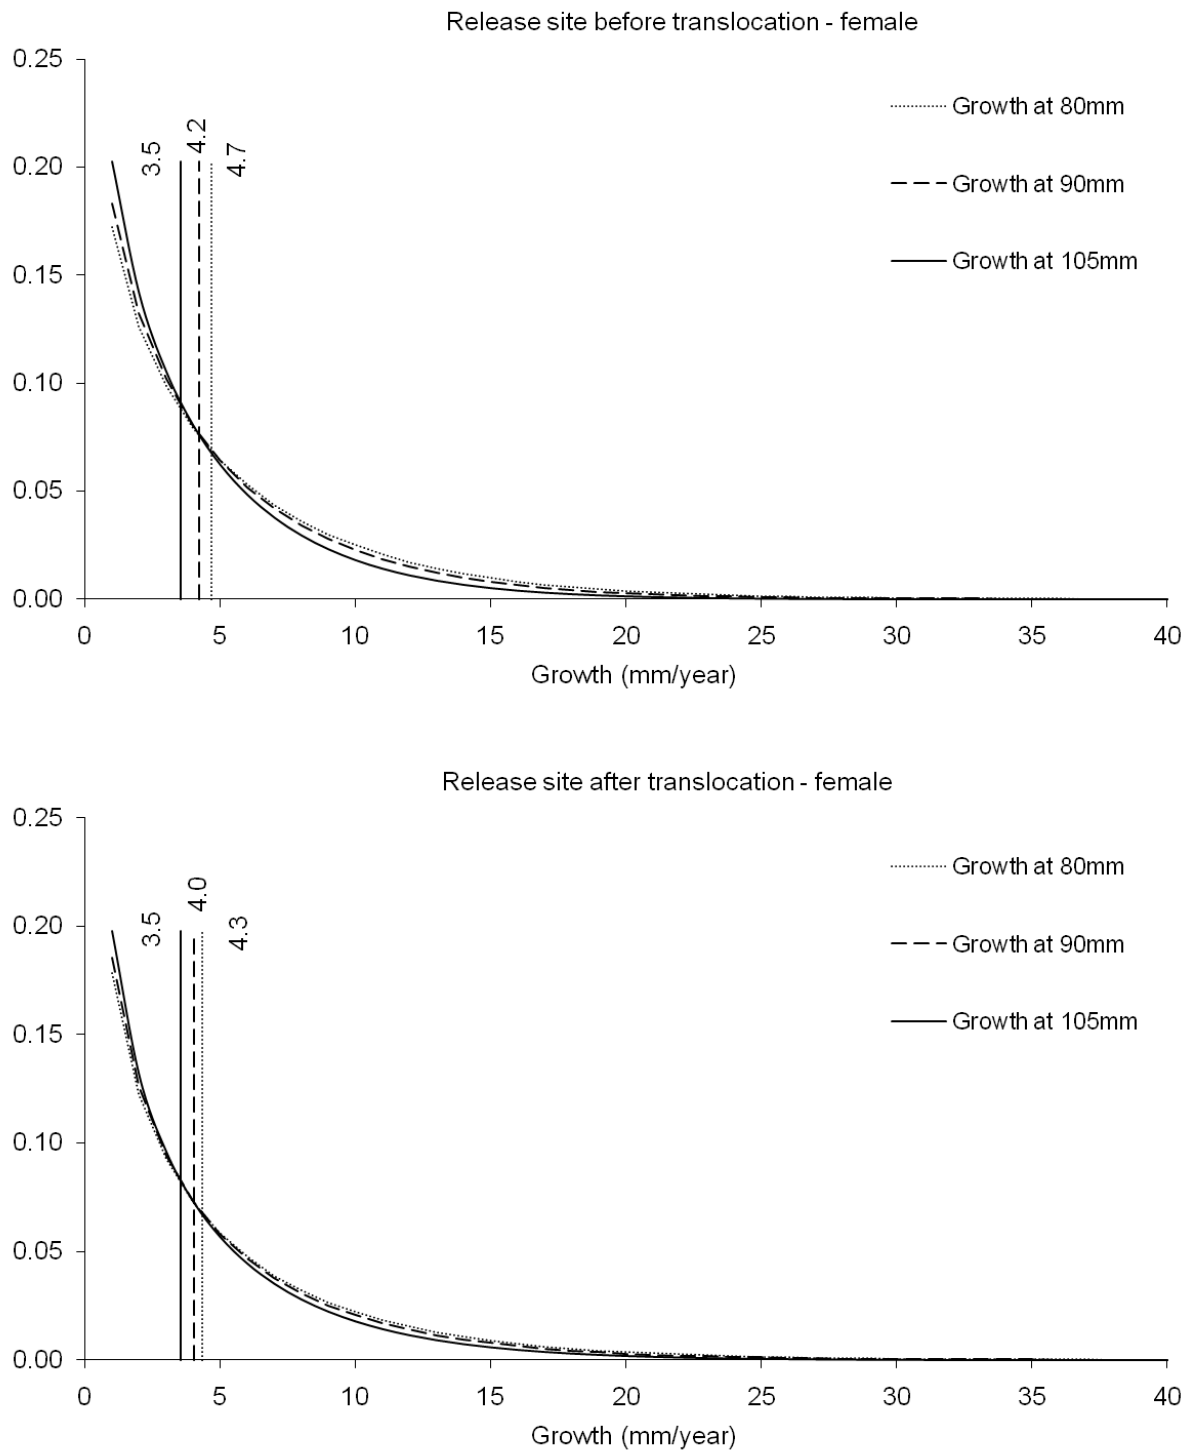 Release site before translocation - female
0.25
Growth at 80mm
4.2
3.5
4.7
0.20
Growth at 90mm
Growth at 105mm
0.15
0.10
0.05
0.00
0 5 10 15 20 25 30 35 40
Growth (mm/year)
Release site after translocation - female
0.25
Growth at 80mm
4.0
3.5
4.3
0.20
Growth at 90mm
Growth at 105mm
0.15
0.10
0.05
0.00
0 5 10 15 20 25 30 35 40
Growth (mm/year)